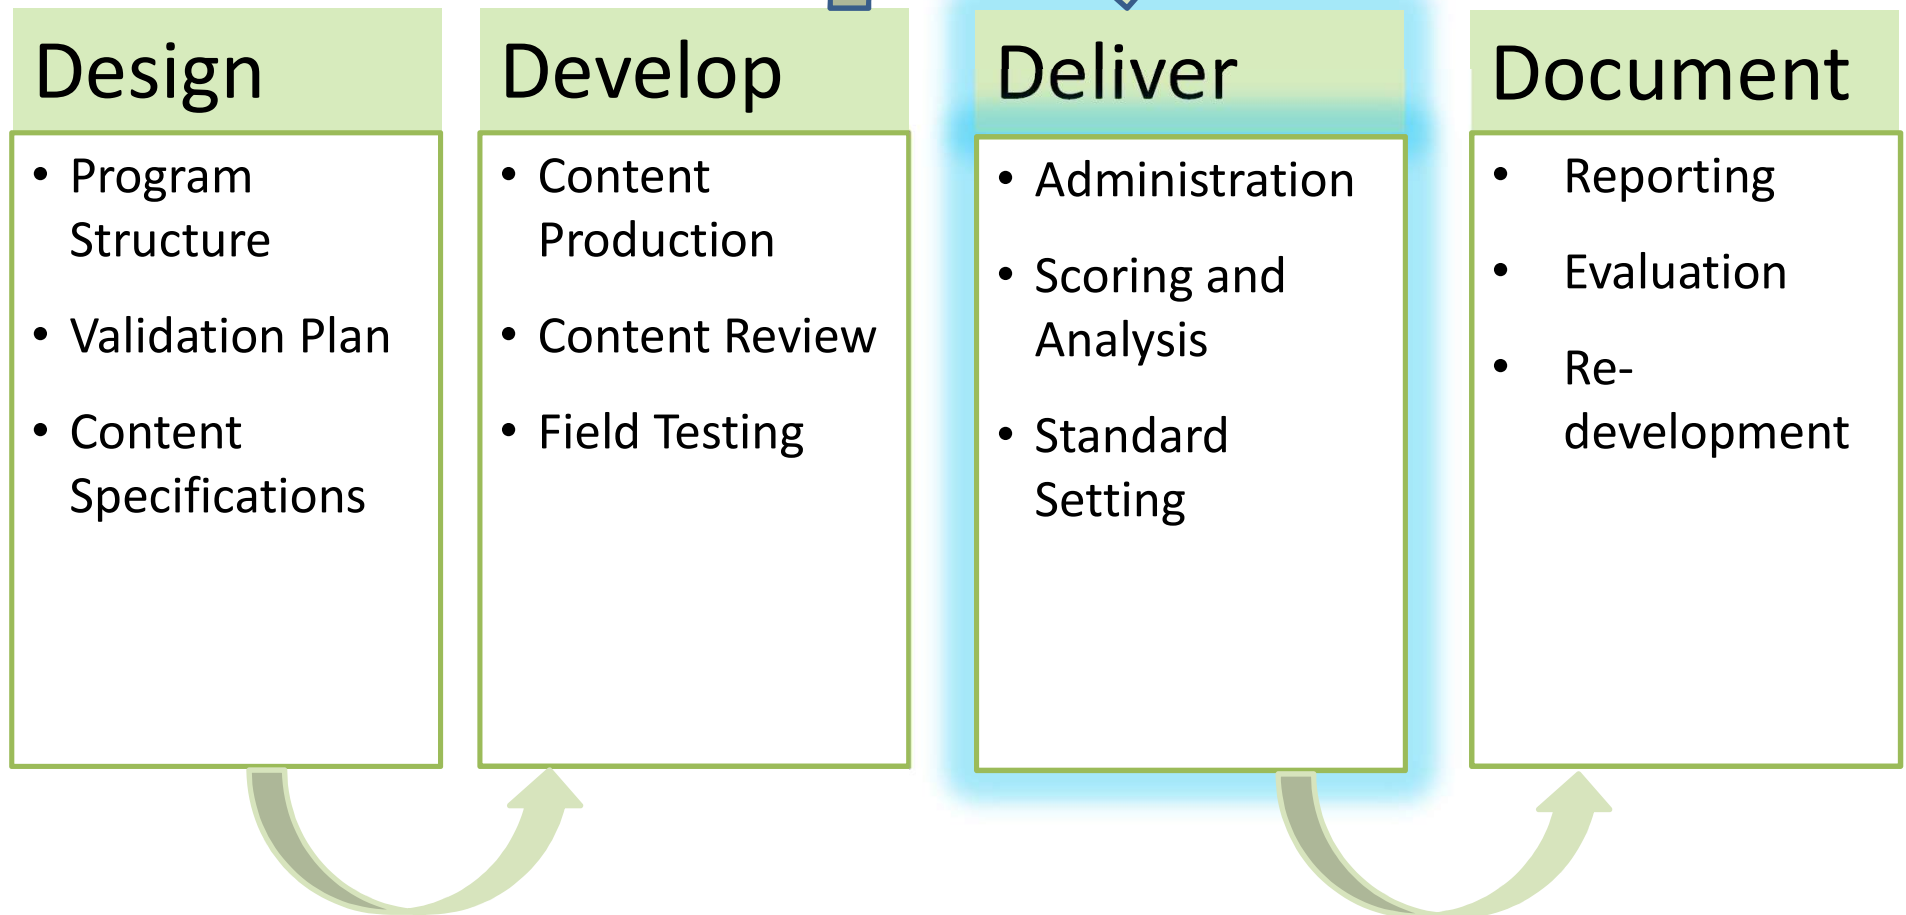 Design
• Program
Structure
• Validation Plan
• Content
Specifications
Develop
• Content
Production
• Content Review
• Field Testing
Deliver
• Administration
• Scoring and
Analysis
• Standard
Setting
Document
• Reporting
• Evaluation
• Re-
development